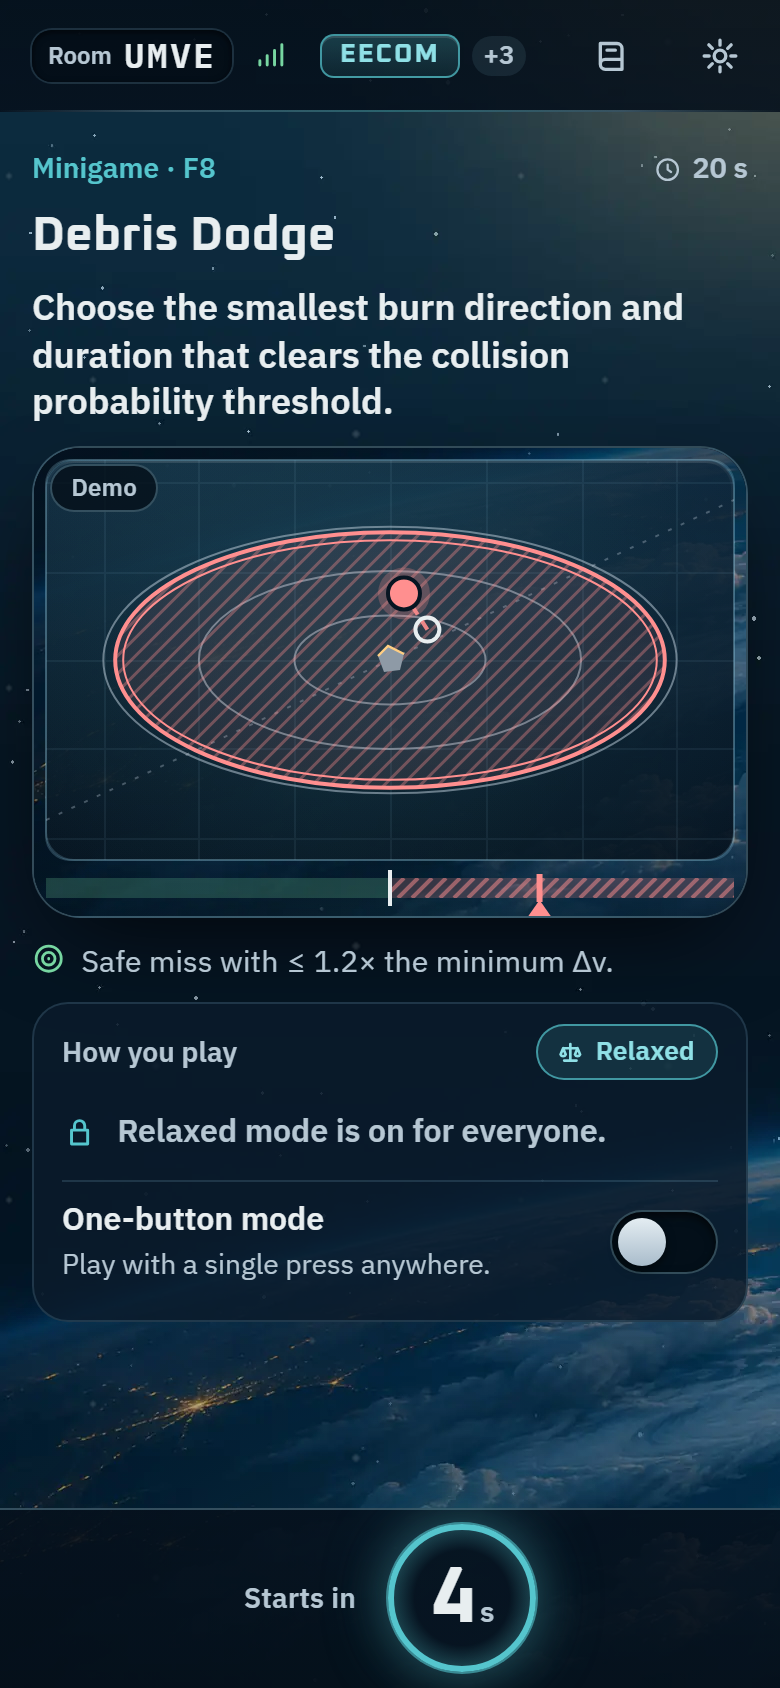 Room UMVE
EECOM
+3
Minigame · F8
20 s
Debris Dodge
Choose the smallest burn direction and
duration that clears the collision
probability threshold.
Demo
Safe miss with ≤ 1.2× the minimum Δv.
How you play
Relaxed
Relaxed mode is on for everyone.
One-button mode
Play with a single press anywhere.
Starts in
4 s